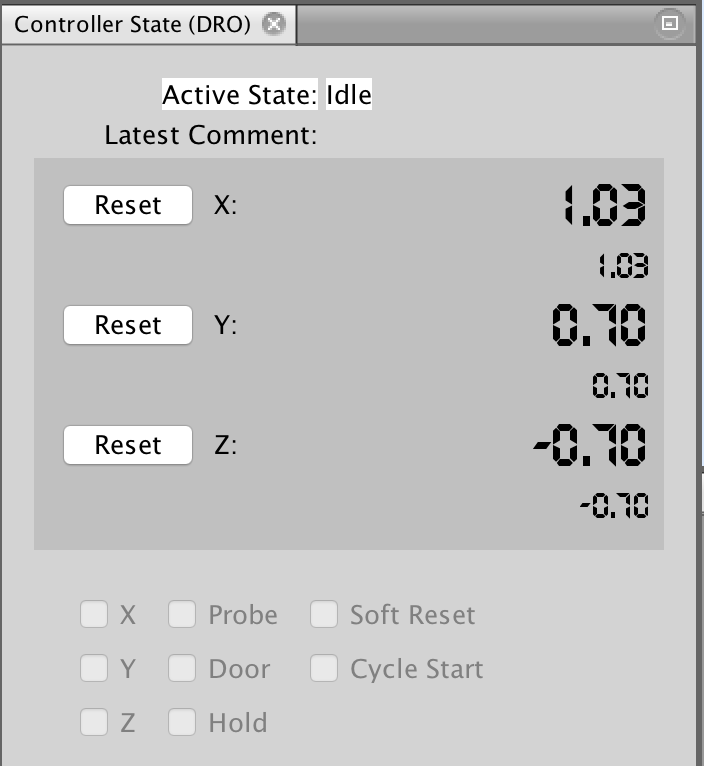 Controller State (DRO)
Active State: Idle
Latest Comment:
Reset X: 1.03
1.03
Reset Y: 0.70
0.70
Reset Z: -0.70
-0.70
X Probe Soft Reset
Y Door Cycle Start
Z Hold